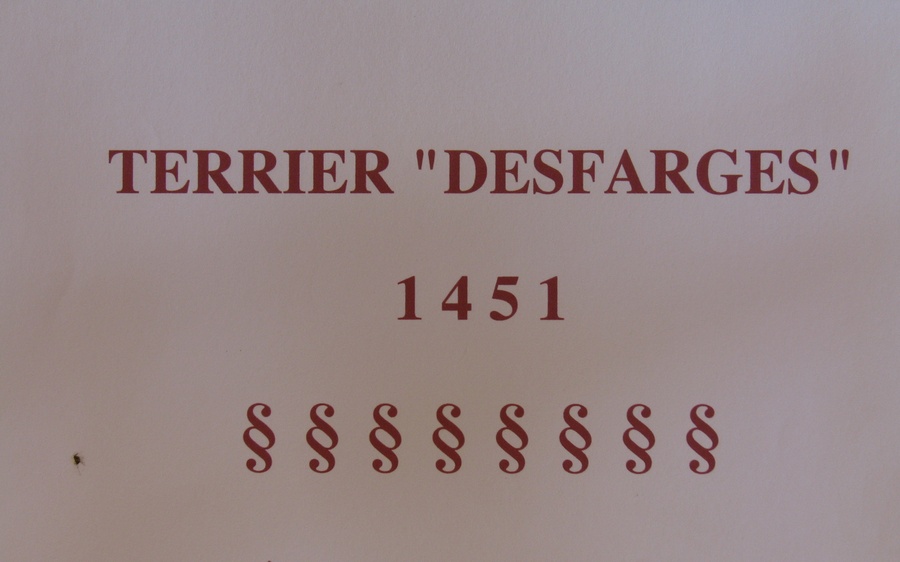 TERRIER "DESFARGES"
1451
§ § § § § § § §